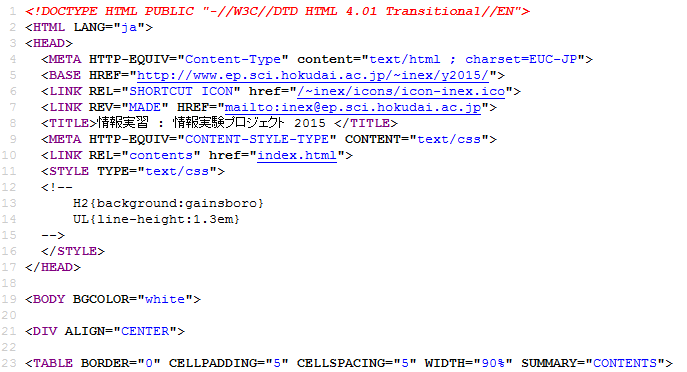 1 <!DOCTYPE HTML PUBLIC "-//W3C//DTD HTML 4.01 Transitional//EN">
2 <HTML LANG="ja">
3 <HEAD>
4 <META HTTP-EQUIV="Content-Type" content="text/html ; charset=EUC-JP">
5 <BASE HREF="http://www.ep.sci.hokudai.ac.jp/~inex/y2015/">
6 <LINK REL="SHORTCUT ICON" href="/~inex/icons/icon-inex.ico">
7 <LINK REV="MADE" HREF="mailto:inex@ep.sci.hokudai.ac.jp">
8 <TITLE>情報実習 : 情報実験プロジェクト 2015 </TITLE>
9 <META HTTP-EQUIV="CONTENT-STYLE-TYPE" CONTENT="text/css">
10 <LINK REL="contents" href="index.html">
11 <STYLE TYPE="text/css">
12 <!--
13 H2{background:gainsboro}
14 UL{line-height:1.3em}
15 -->
16 </STYLE>
17 </HEAD>
18
19 <BODY BGCOLOR="white">
20
21 <DIV ALIGN="CENTER">
22
23 <TABLE BORDER="0" CELLPADDING="5" CELLSPACING="5" WIDTH="90%" SUMMARY="CONTENTS">